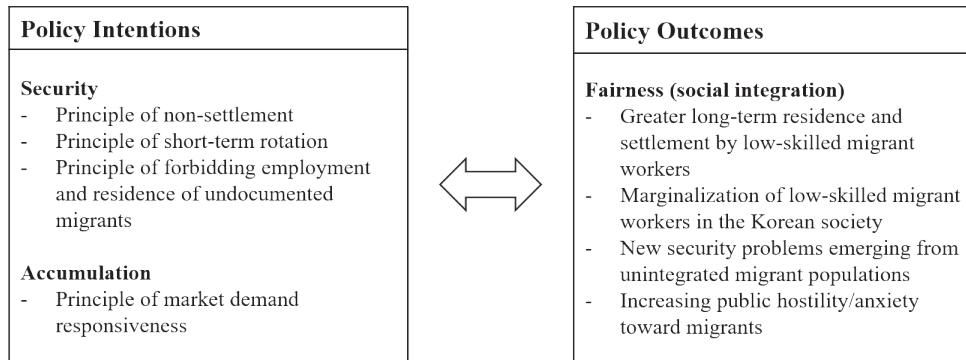 Policy Intentions
Security
- Principle of non-settlement
- Principle of short-term rotation
- Principle of forbidding employment
and residence of undocumented
migrants
Accumulation
- Principle of market demand
responsiveness
Policy Outcomes
Fairness (social integration)
- Greater long-term residence and
settlement by low-skilled migrant
workers
- Marginalization of low-skilled migrant
workers in the Korean society
- New security problems emerging from
unintegrated migrant populations
- Increasing public hostility/anxiety
toward migrants